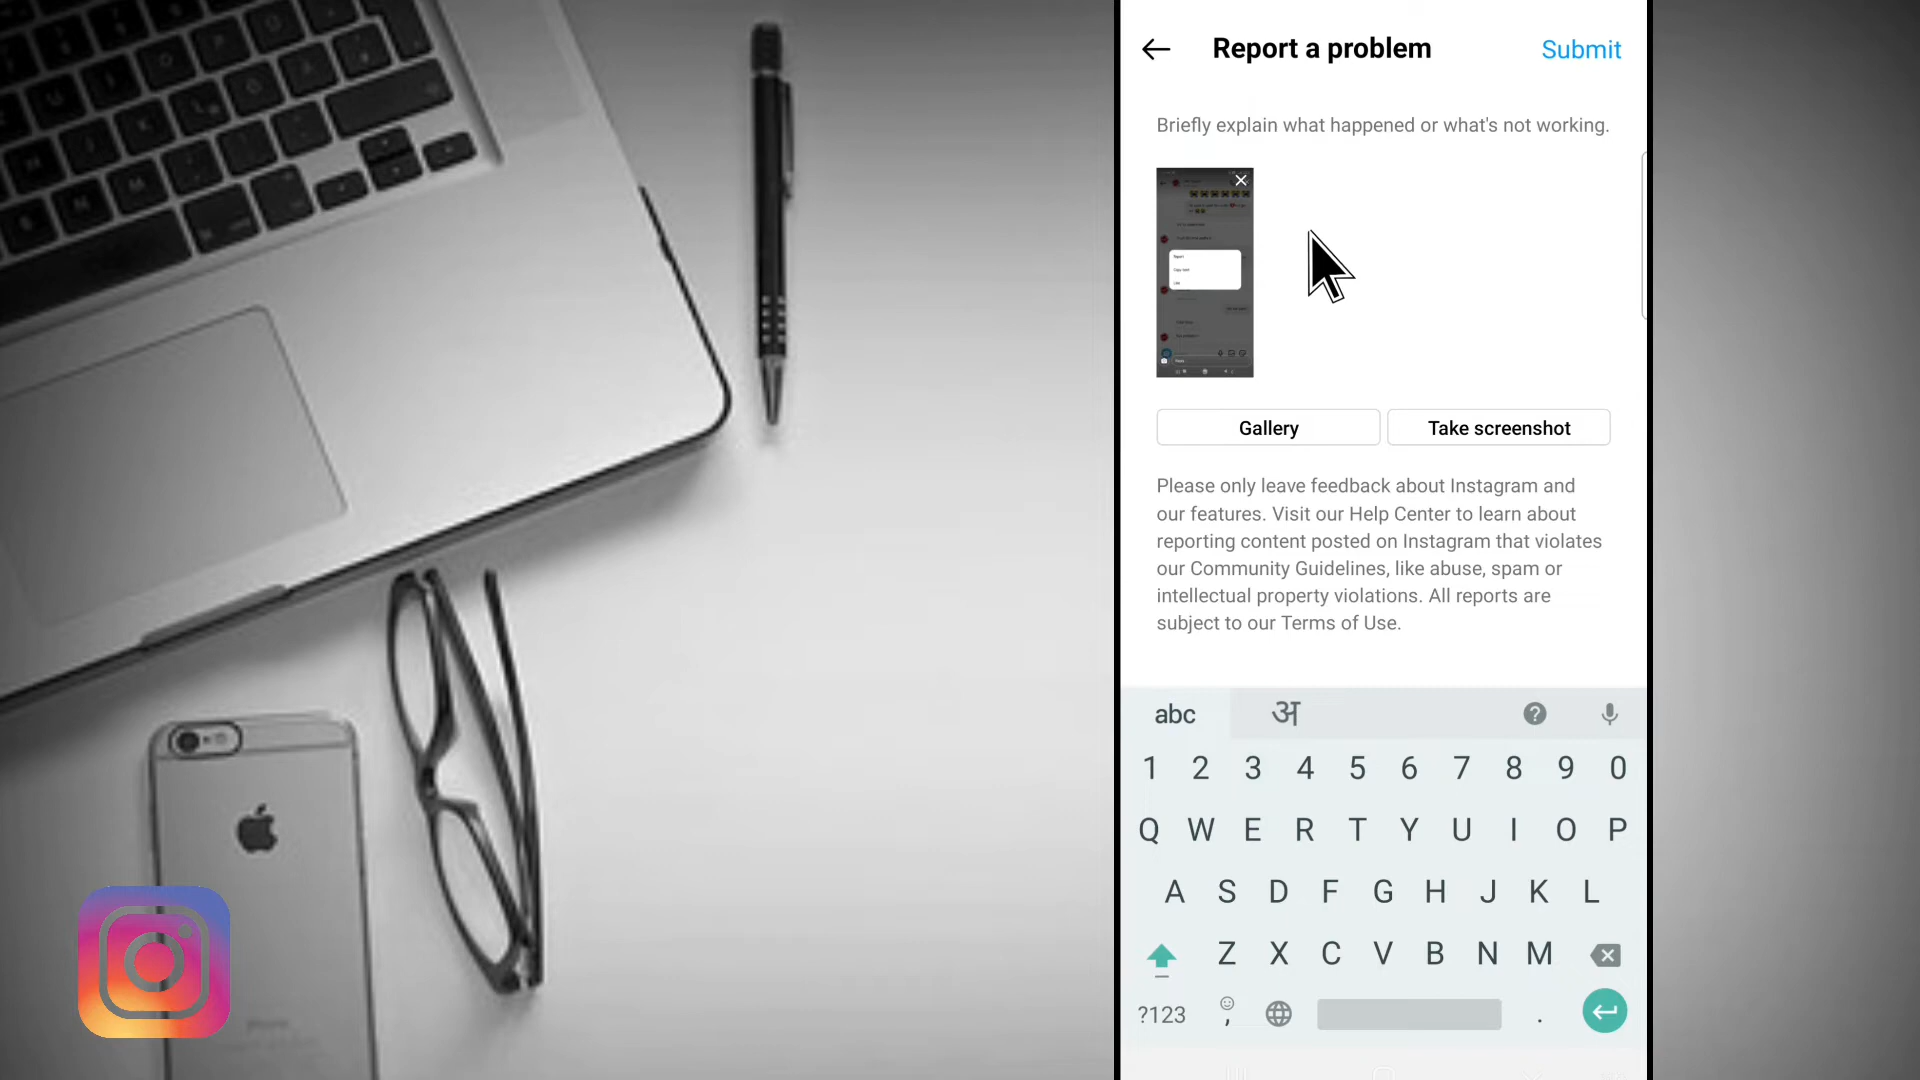 Report a problem
Submit
Briefly explain what happened or what's not working.
Report
Gallery
Take screenshot
Please only leave feedback about Instagram and
our features. Visit our Help Center to learn about
reporting content posted on Instagram that violates
our Community Guidelines, like abuse, spam or
intellectual property violations. All reports are
subject to our Terms of Use.
abc अ ?
1 2 3 4 5 6 7 8 9 0
Q W E R T Y U I O P
A S D F G H J K L
Z X C V B N M
?123 , .